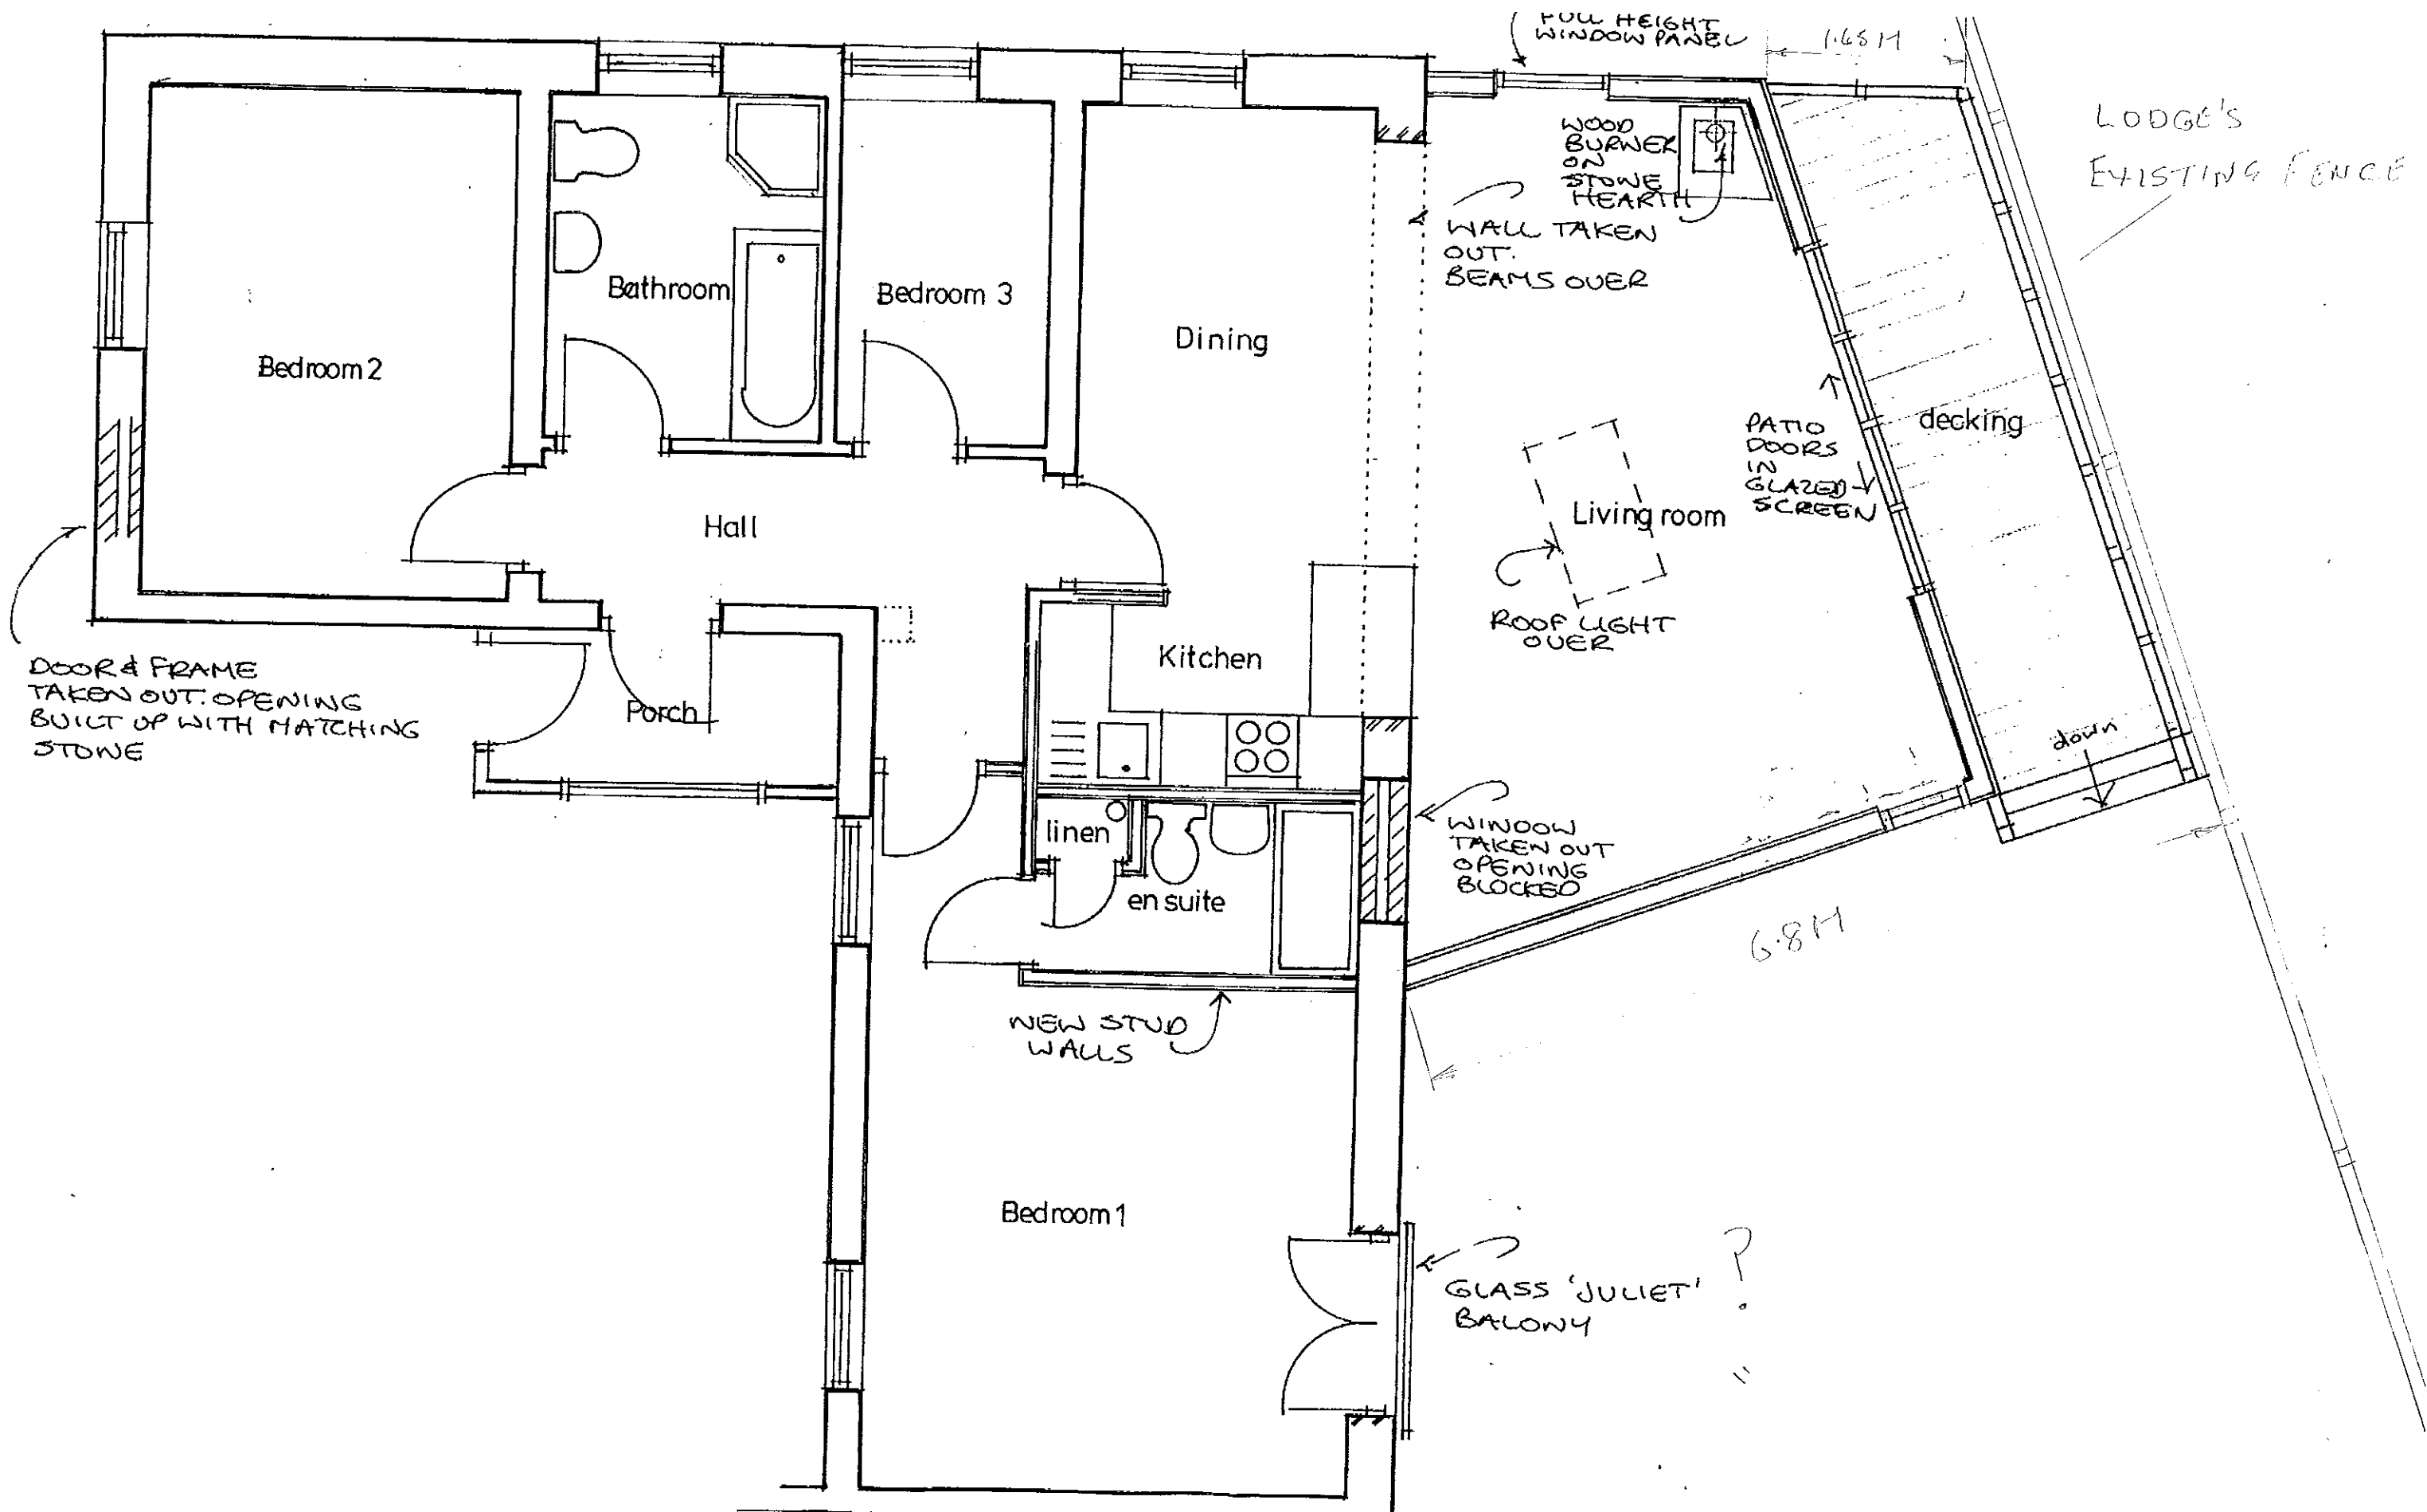 FULL HEIGHT
WINDOW PANEL
1.68 M
LODGE'S
EXISTING FENCE
WOOD
BURNER
ON
STONE
HEARTH
WALL TAKEN
OUT.
BEAMS OVER
Bathroom
Bedroom 3
Dining
Bedroom 2
decking
PATIO
DOORS
IN
GLAZED
SCREEN
Living room
Hall
ROOF LIGHT
OVER
Kitchen
DOOR & FRAME
TAKEN OUT. OPENING
BUILT UP WITH MATCHING
STONE
Porch
down
linen
WINDOW
TAKEN OUT
OPENING
BLOCKED
en suite
6.8M
NEW STUD
WALLS
Bedroom 1
GLASS 'JULIET' ?
BALONY